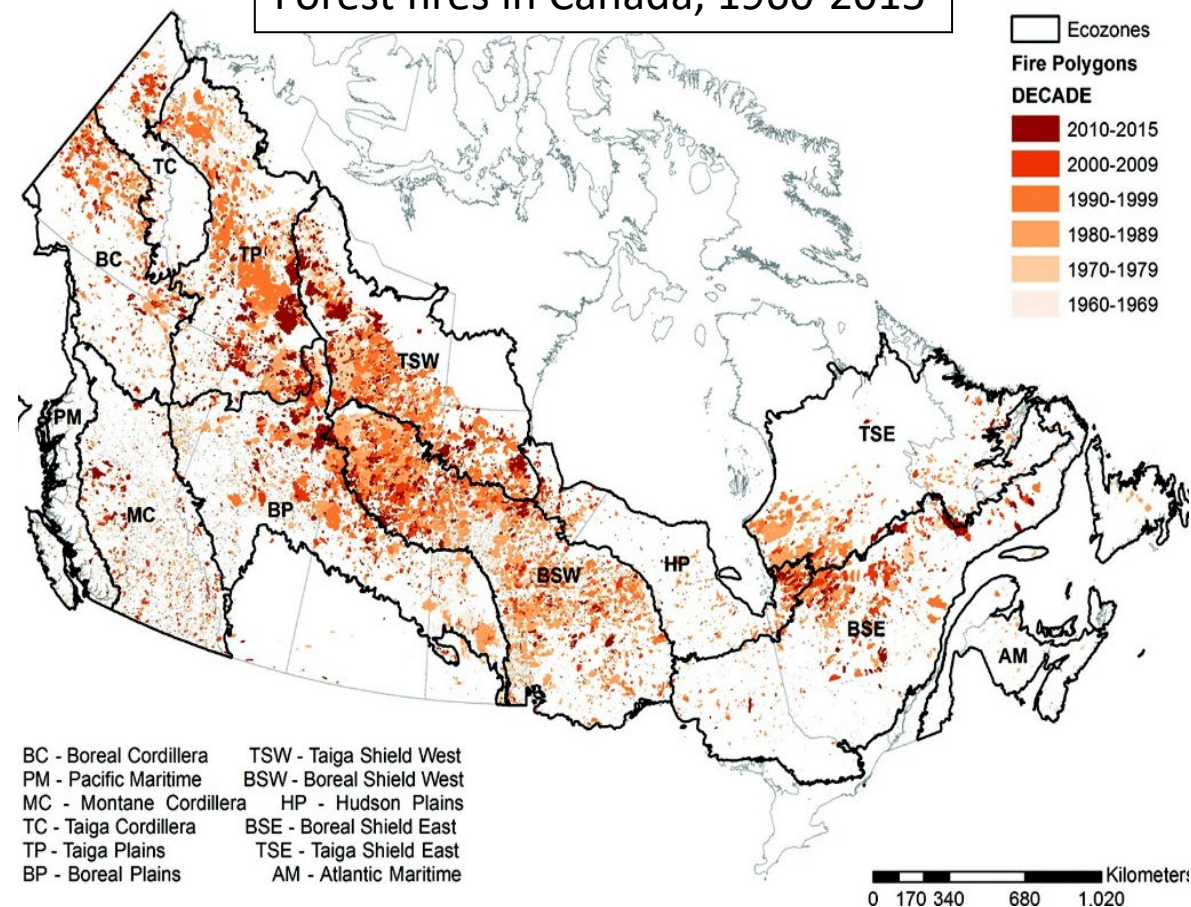 Forest fires in Canada, 1960-2015
Ecozones
Fire Polygons
DECADE
2010-2015
2000-2009
1990-1999
1980-1989
1970-1979
1960-1969
TC
BC
TP
TSW
PM
TSE
MC
BP
HP
BSW
BSE
AM
BC - Boreal Cordillera TSW - Taiga Shield West
PM - Pacific Maritime BSW - Boreal Shield West
MC - Montane Cordillera HP - Hudson Plains
TC - Taiga Cordillera BSE - Boreal Shield East
TP - Taiga Plains TSE - Taiga Shield East
BP - Boreal Plains AM - Atlantic Maritime
Kilometers
0 170 340 680 1,020